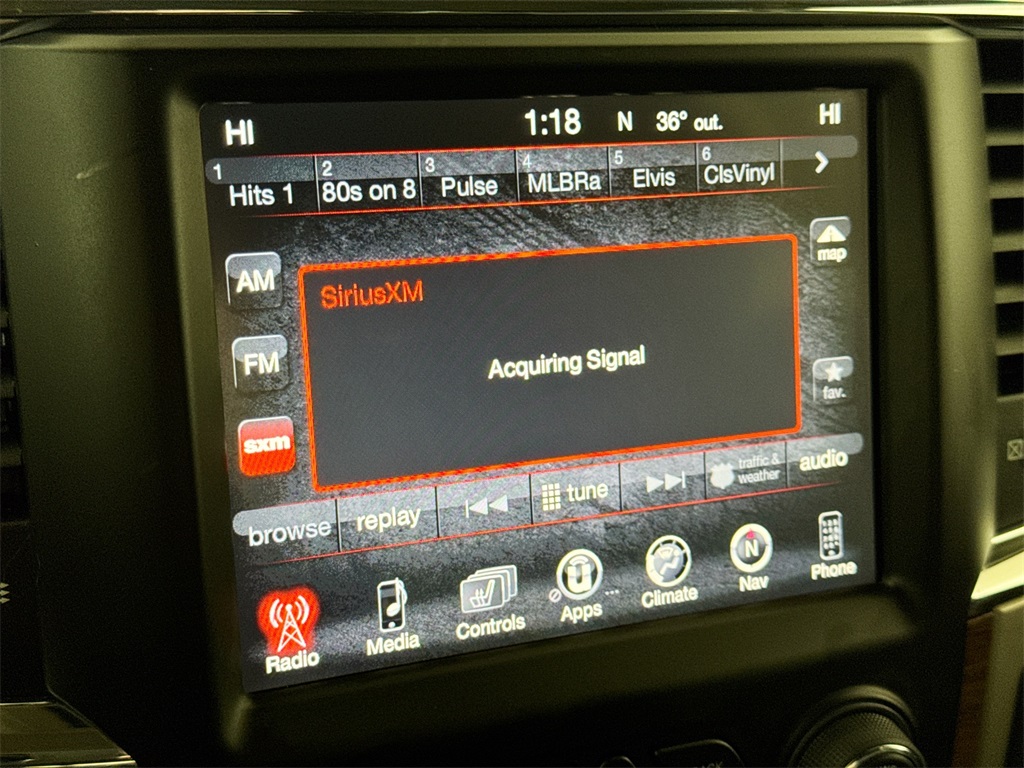 HI 1:18 N 36° out. HI
1 Hits 1 2 80s on 8 3 Pulse 4 MLBRa 5 Elvis 6 ClsVinyl
map
AM
SiriusXM
FM
Acquiring Signal
fav.
sxm
browse replay tune traffic & weather audio
Radio Media Controls Apps Climate N Nav Phone